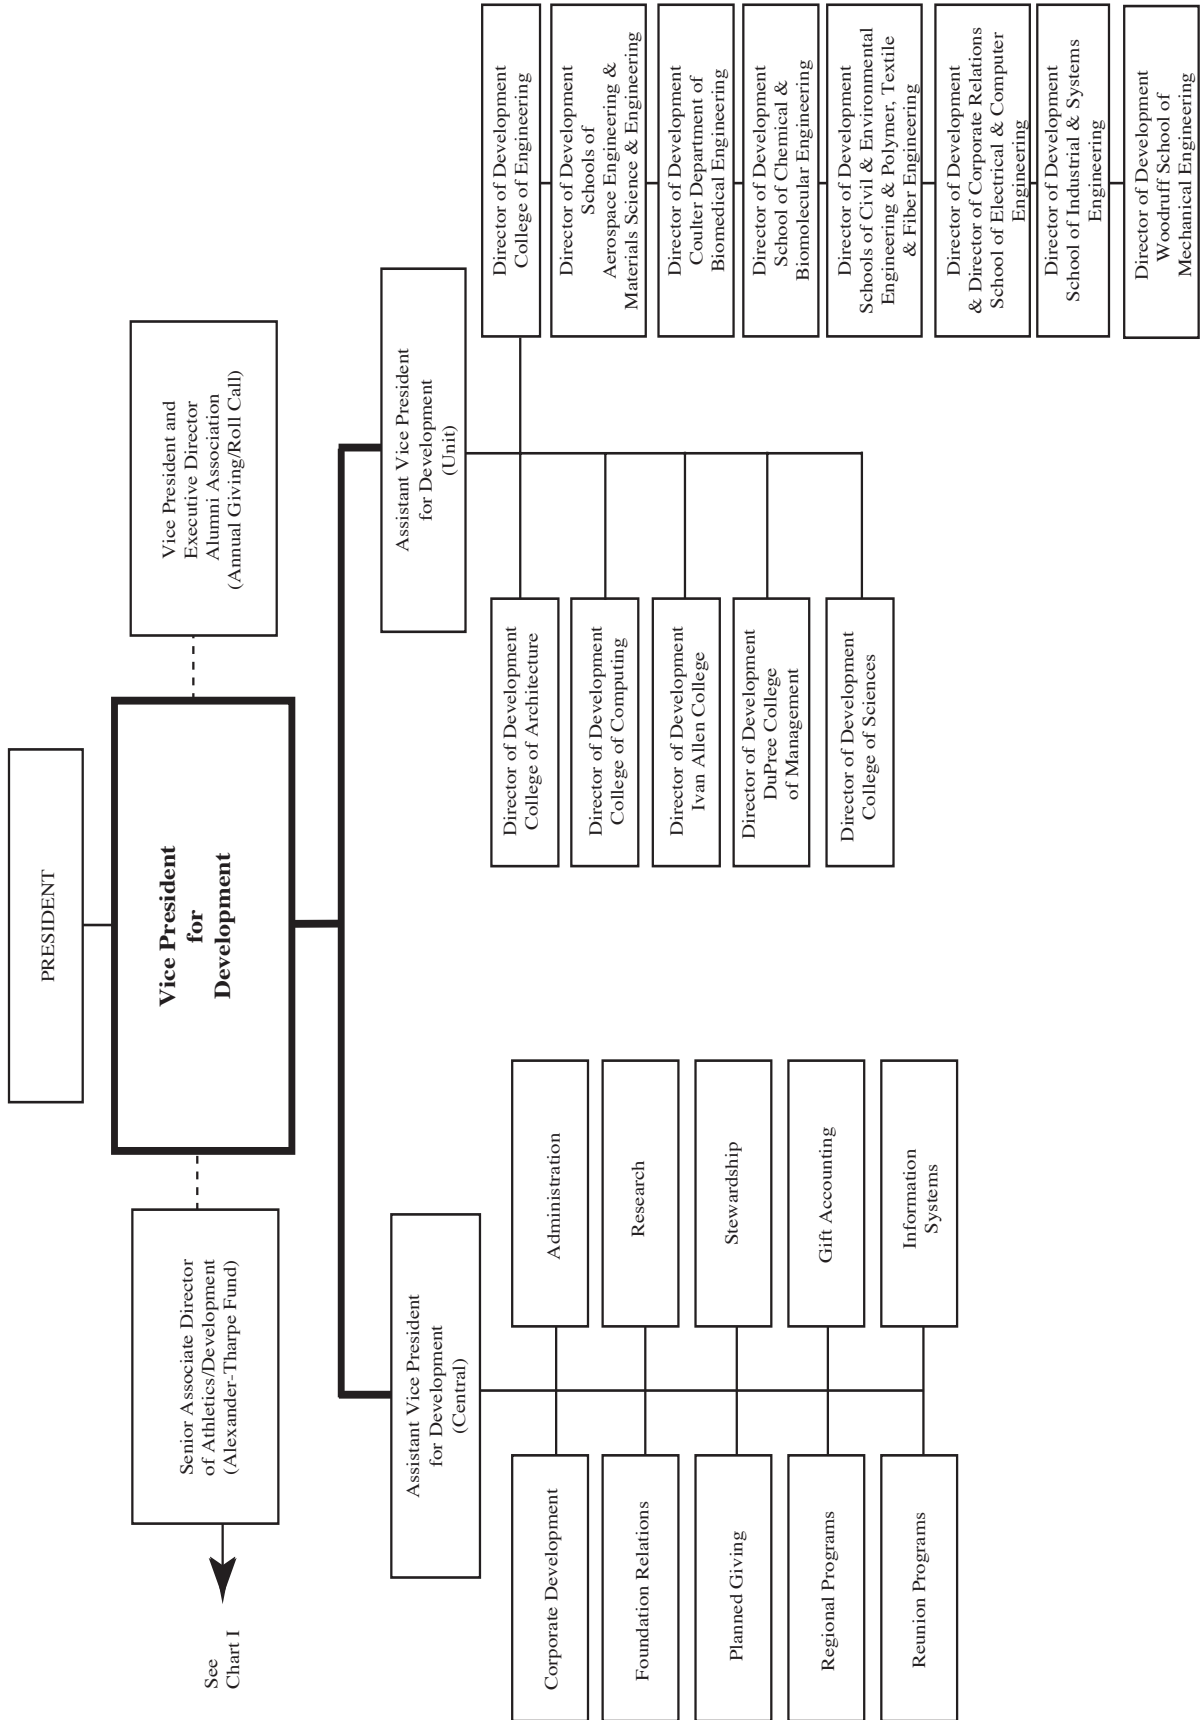 PRESIDENT
Vice President
for
Development
Senior Associate Director
of Athletics/Development
(Alexander-Tharpe Fund)
See
Chart I
Vice President and
Executive Director
Alumni Association
(Annual Giving/Roll Call)
Assistant Vice President
for Development
(Central)
Assistant Vice President
for Development
(Unit)
Corporate Development
Administration
Foundation Relations
Research
Planned Giving
Stewardship
Regional Programs
Gift Accounting
Reunion Programs
Information
Systems
Director of Development
College of Architecture
Director of Development
College of Computing
Director of Development
Ivan Allen College
Director of Development
DuPree College
of Management
Director of Development
College of Sciences
Director of Development
College of Engineering
Director of Development
Schools of
Aerospace Engineering &
Materials Science & Engineering
Director of Development
Coulter Department of
Biomedical Engineering
Director of Development
School of Chemical &
Biomolecular Engineering
Director of Development
Schools of Civil & Environmental
Engineering & Polymer, Textile
& Fiber Engineering
Director of Development
& Director of Corporate Relations
School of Electrical & Computer
Engineering
Director of Development
School of Industrial & Systems
Engineering
Director of Development
Woodruff School of
Mechanical Engineering